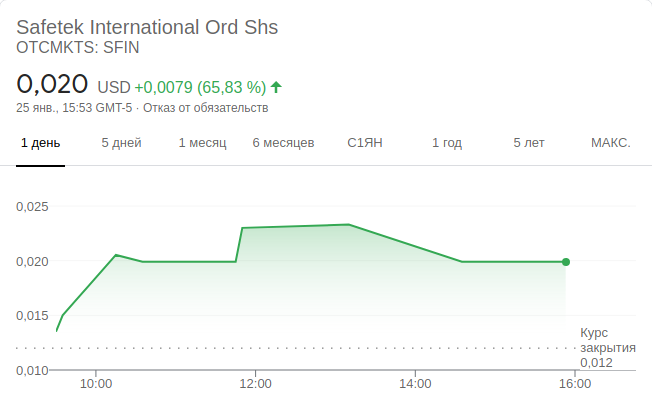 Safetek International Ord Shs
OTCMKTS: SFIN
0,020 USD +0,0079 (65,83 %)
25 янв., 15:53 GMT-5 · Отказ от обязательств
1 день 5 дней 1 месяц 6 месяцев С1ЯН 1 год 5 лет МАКС.
0,025
0,020
0,015
Курс
закрытия
0,012
0,010
10:00 12:00 14:00 16:00